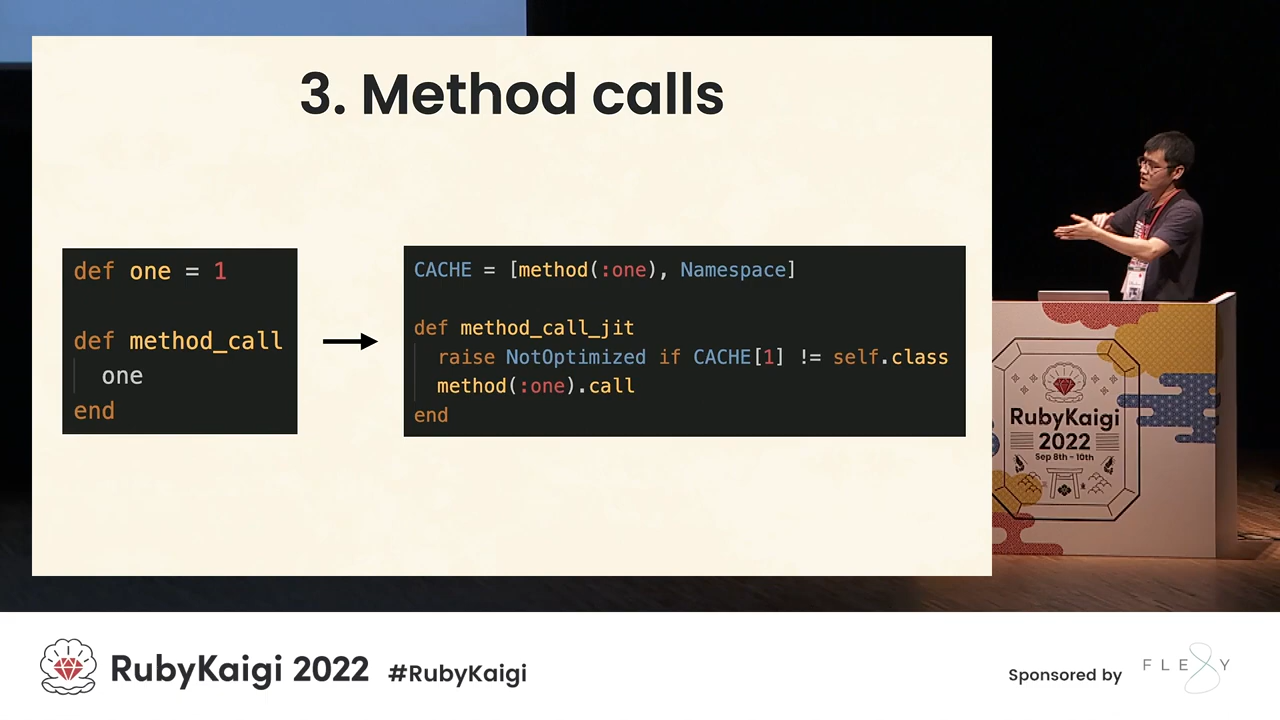 3. Method calls
def one = 1
def method_call
one
end
CACHE = [method(:one), Namespace]
def method_call_jit
raise NotOptimized if CACHE[1] != self.class
method(:one).call
end
RubyKaigi
2022
Sep 8th - 10th
RubyKaigi 2022 #RubyKaigi
Sponsored by FLEXY